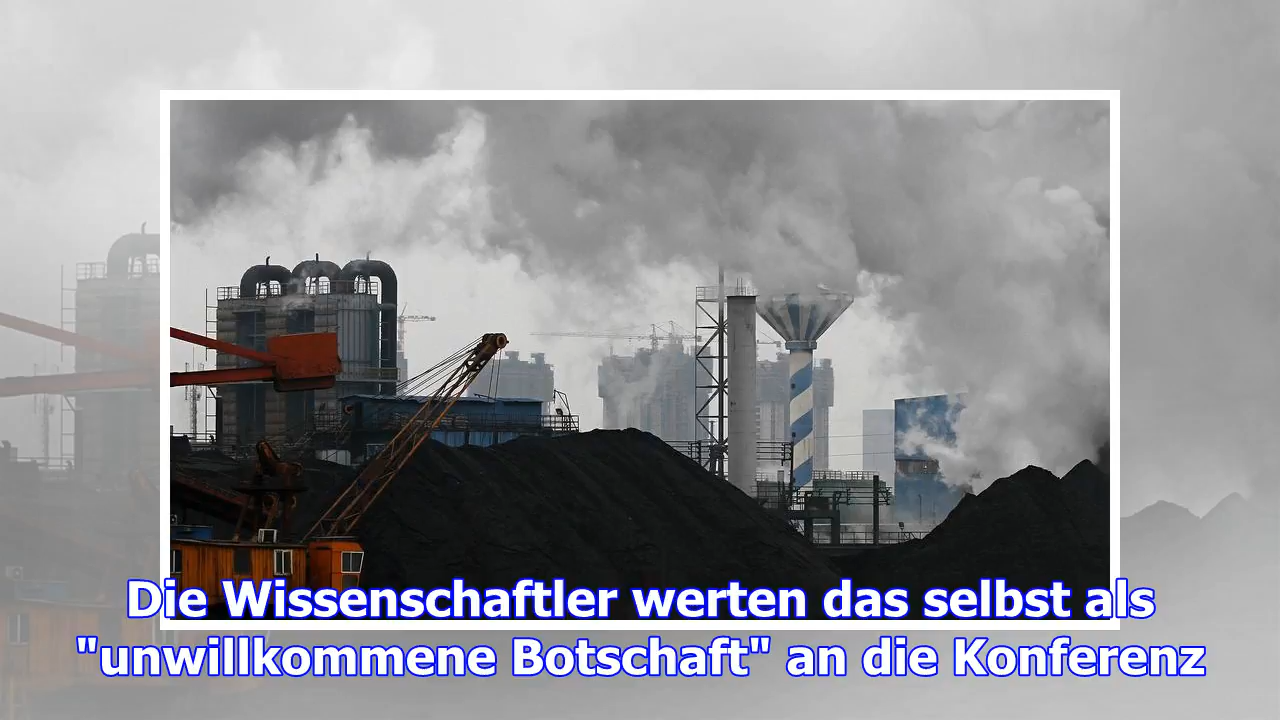 Die Wissenschaftler werten das selbst als
"unwillkommene Botschaft" an die Konferenz